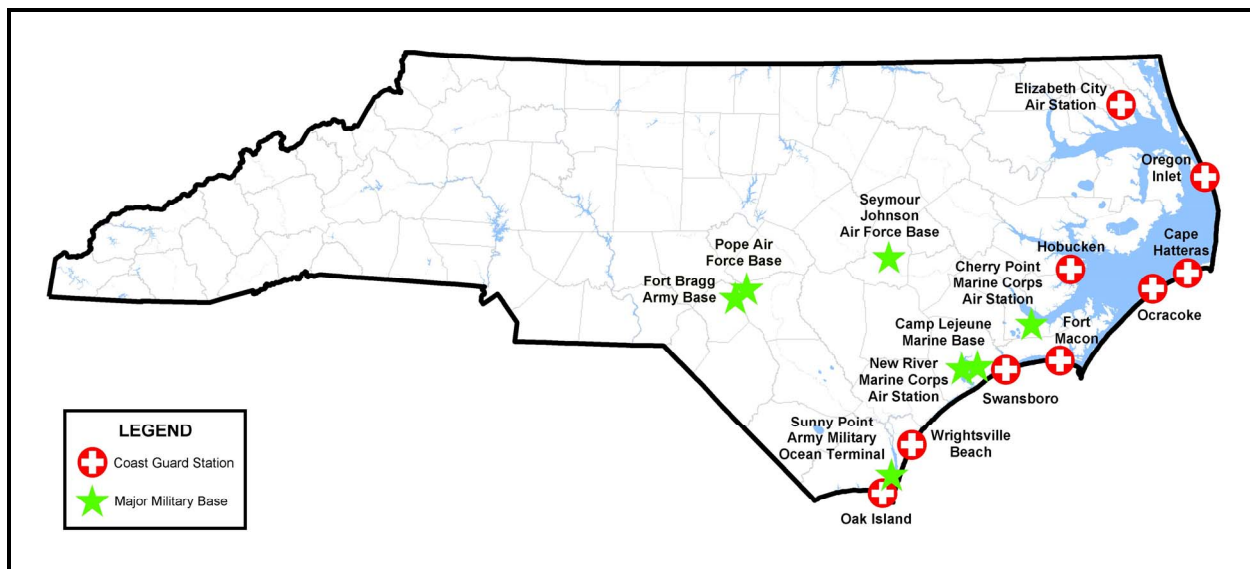 Elizabeth City
Air Station
Oregon
Inlet
Seymour
Johnson
Air Force Base
Pope Air
Force Base
Hobucken
Cape
Hatteras
Cherry Point
Marine Corps
Air Station
Fort Bragg
Army Base
Ocracoke
Camp Lejeune
Marine Base
Fort
Macon
New River
Marine Corps
Air Station
Swansboro
Sunny Point
Army Military
Ocean Terminal
Wrightsville
Beach
Oak Island
LEGEND
Coast Guard Station
Major Military Base